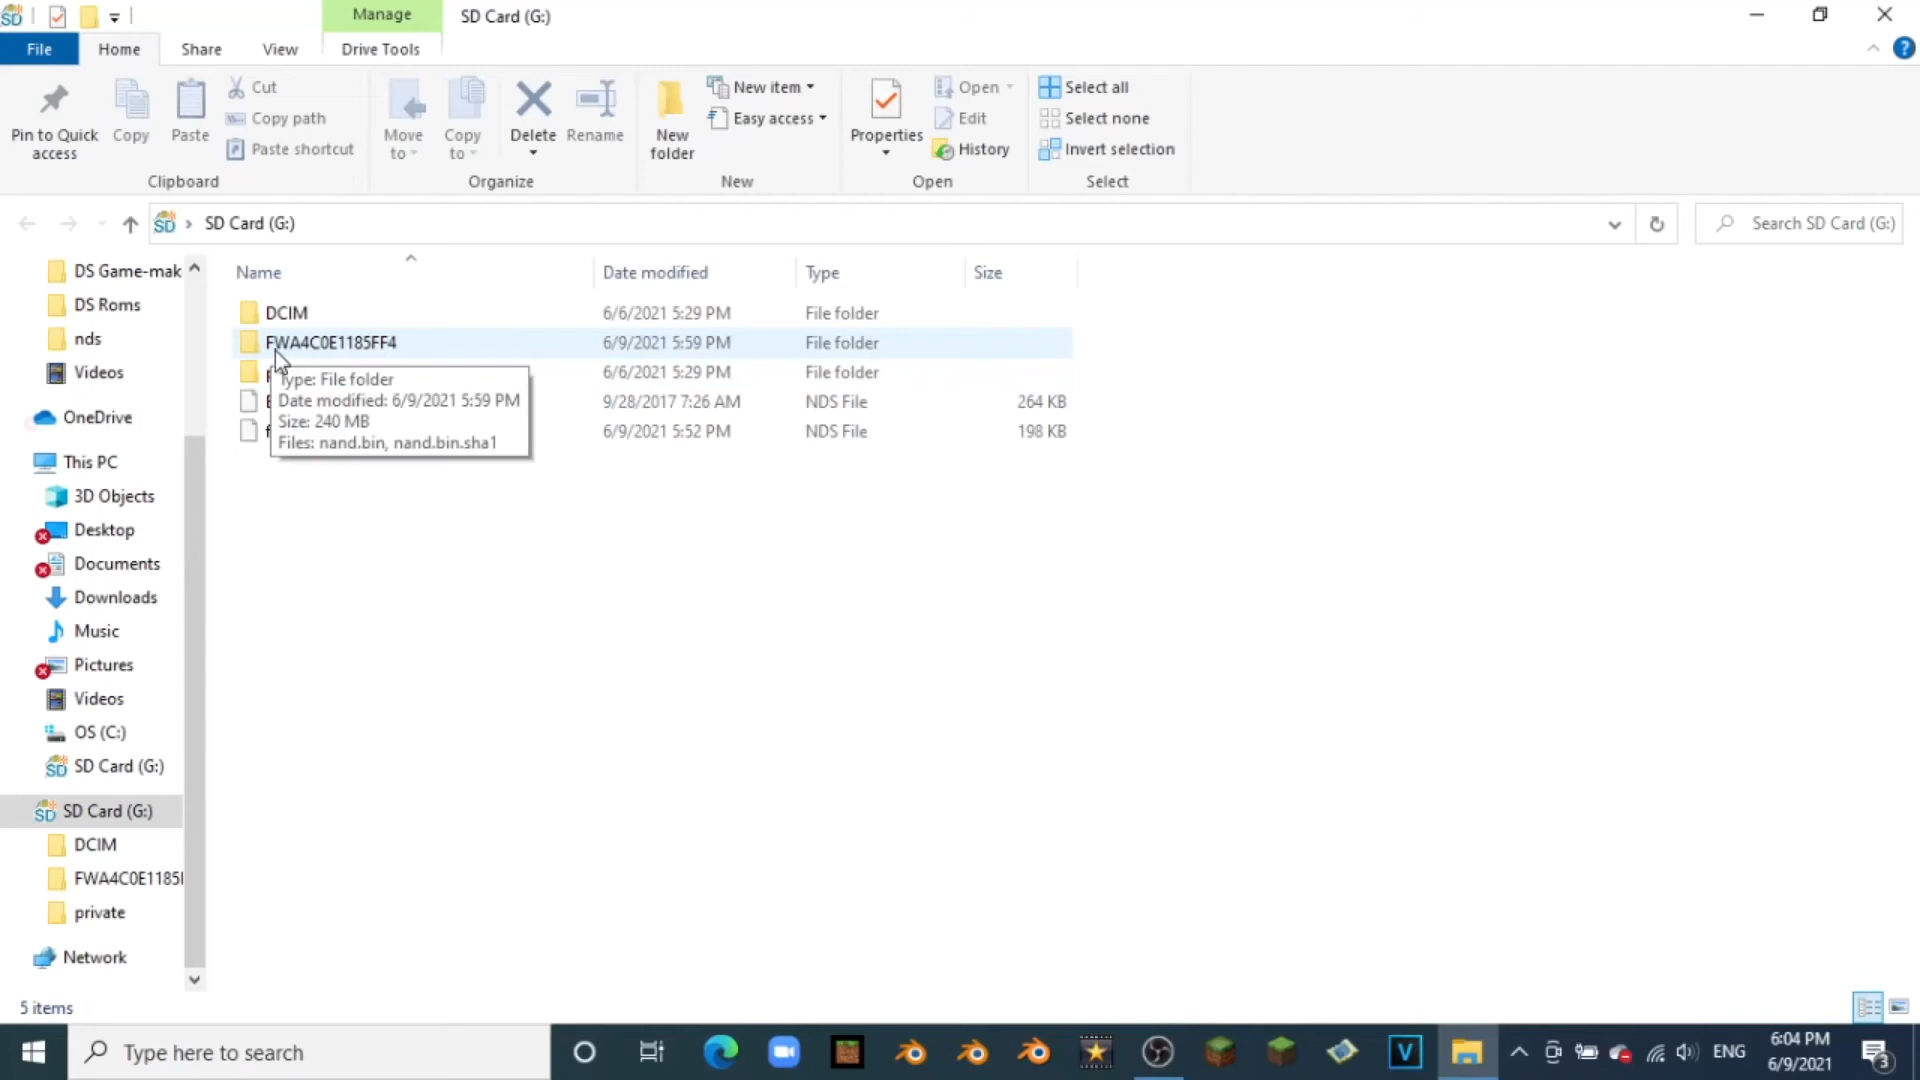 Manage
SD Card (G:)
File
Home
Share
View
Drive Tools
Pin to Quick access
Copy
Paste
Cut
Copy path
Paste shortcut
Clipboard
Move to
Copy to
Delete
Rename
Organize
New folder
New item
Easy access
New
Properties
Open
Edit
History
Open
Select all
Select none
Invert selection
Select
SD Card (G:)
Search SD Card (G:)
Name
Date modified
Type
Size
DCIM
6/6/2021 5:29 PM
File folder
FWA4C0E1185FF4
6/9/2021 5:59 PM
File folder
6/6/2021 5:29 PM
File folder
9/28/2017 7:26 AM
NDS File
264 KB
6/9/2021 5:52 PM
NDS File
198 KB
Type: File folder
Date modified: 6/9/2021 5:59 PM
Size: 240 MB
Files: nand.bin, nand.bin.sha1
DS Game-mak
DS Roms
nds
Videos
OneDrive
This PC
3D Objects
Desktop
Documents
Downloads
Music
Pictures
Videos
OS (C:)
SD Card (G:)
SD Card (G:)
DCIM
FWA4C0E1185F
private
Network
5 items
Type here to search
ENG
6:04 PM
6/9/2021
3